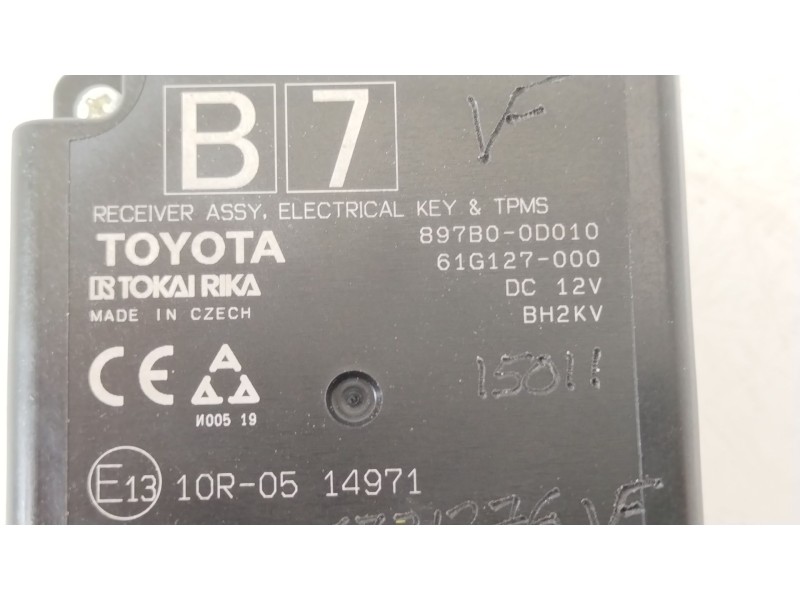 B 7
VF
RECEIVER ASSY, ELECTRICAL KEY & TPMS
TOYOTA 897B0-0D010
TOKAI RIKA 61G127-000
DC 12V
MADE IN CZECH BH2KV
CE
15011
И005 19
E13 10R-05 14971
VF